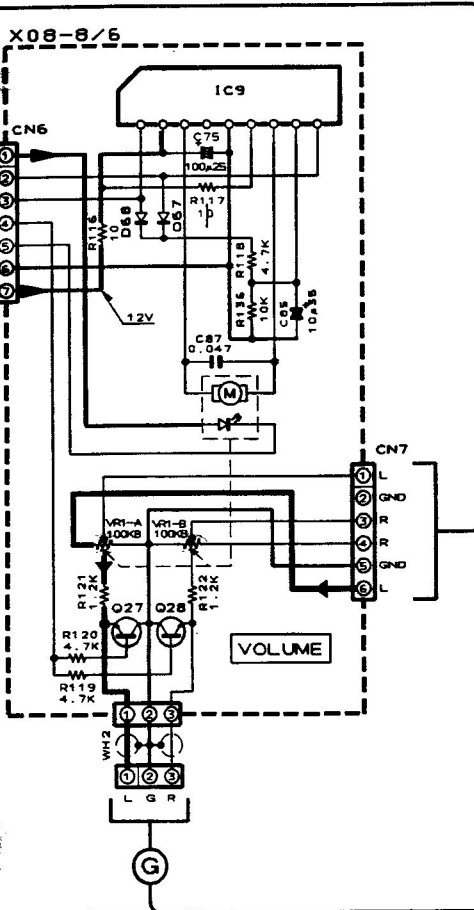 X08-8/6
IC9
CN6
C75
100μ25
1
2
3
4
5
6
7
R116
10
D68
D67
R117
10
R118
4.7K
R136
10K
C85
10μ35
12V
C87
0.047
M
CN7
1 L
2 GND
3 R
4 R
5 GND
6 L
VR1-A
100KB
VR1-B
100KB
R121
1.2K
R122
1.2K
Q27
Q28
R120
4.7K
R119
4.7K
VOLUME
1 2 3
WH2
1 2 3
L G R
G